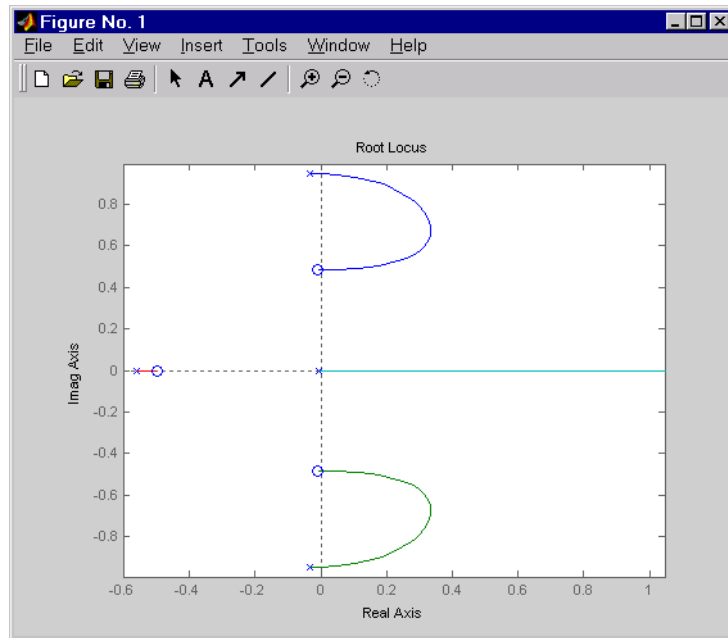 Figure No. 1
File Edit View Insert Tools Window Help
A
Root Locus
0.8
0.6
0.4
0.2
0
-0.2
-0.4
-0.6
-0.8
Imag Axis
-0.6 -0.4 -0.2 0 0.2 0.4 0.6 0.8 1
Real Axis